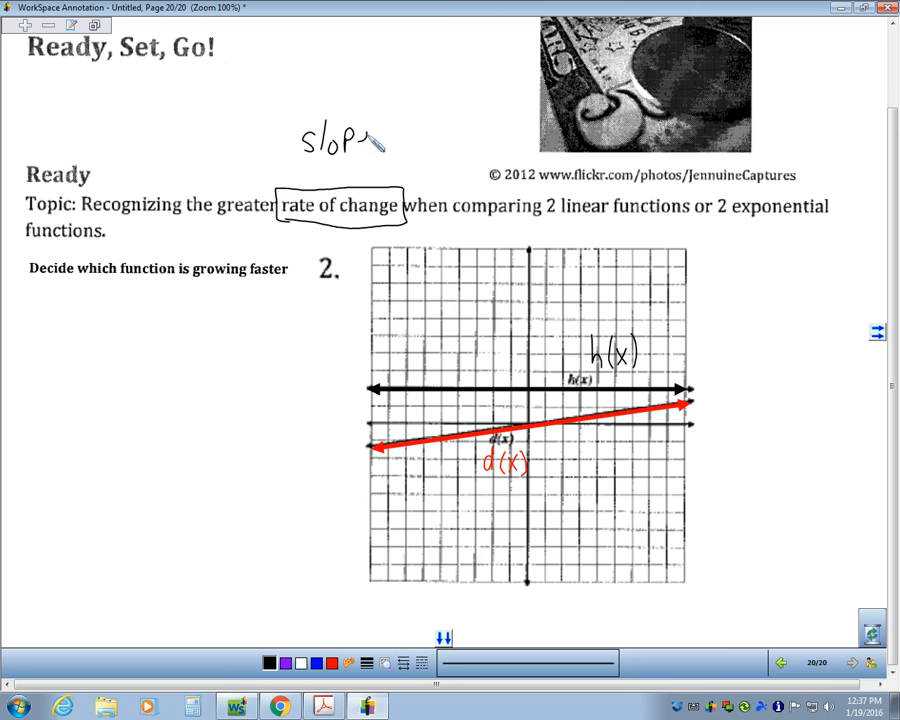 WorkSpace Annotation - Untitled, Page 20/20 (Zoom 100%) *
Ready, Set, Go!
slope
Ready
© 2012 www.flickr.com/photos/JennuineCaptures
Topic: Recognizing the greater rate of change when comparing 2 linear functions or 2 exponential
functions.
Decide which function is growing faster 2.
h(x)
h(x)
d(x)
d(x)
20/20
12:37 PM
1/19/2016